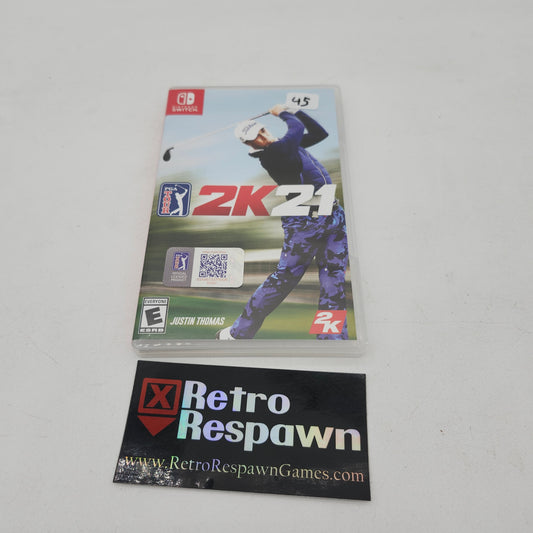 NINTENDO
SWITCH
45
PGA
TOUR
2K21
EVERYONE
E
ESRB
JUSTIN THOMAS
2K
X Retro
Respawn
www.RetroRespawnGames.com